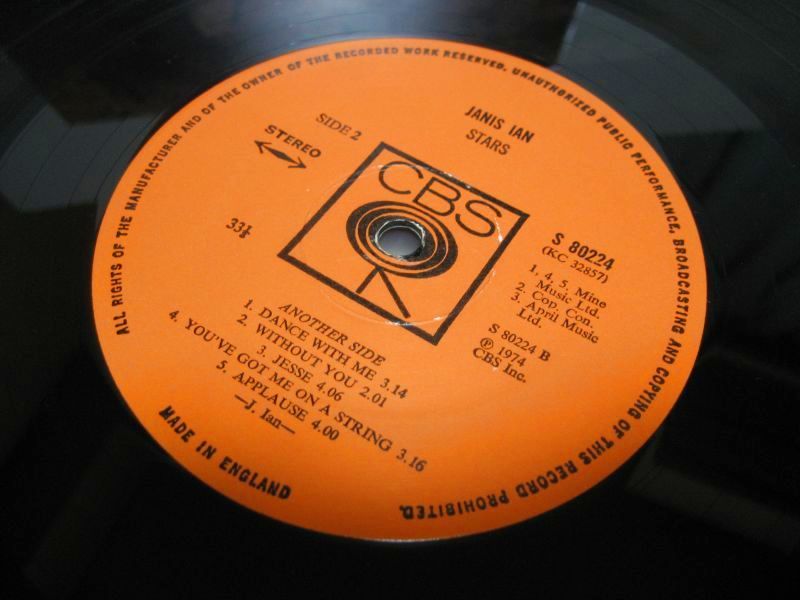 ALL RIGHTS OF THE MANUFACTURER AND OF THE OWNER OF THE RECORDED WORK RESERVED. UNAUTHORIZED PUBLIC PERFORMANCE, BROADCASTING AND COPYING OF THIS RECORD PROHIBITED.
JANIS IAN
STARS
SIDE 2
STEREO
33⅓
CBS
S 80224
(KC 32857)
1, 4, 5, Mine
Music Ltd.
2. Cop. Con.
3. April Music
Ltd.
S 80224 B
℗ 1974
CBS Inc.
ANOTHER SIDE
1. DANCE WITH ME 3.14
2. WITHOUT YOU 2.01
3. JESSE 4.06
4. YOU'VE GOT ME ON A STRING 3.16
5. APPLAUSE 4.00
—J. Ian—
MADE IN ENGLAND